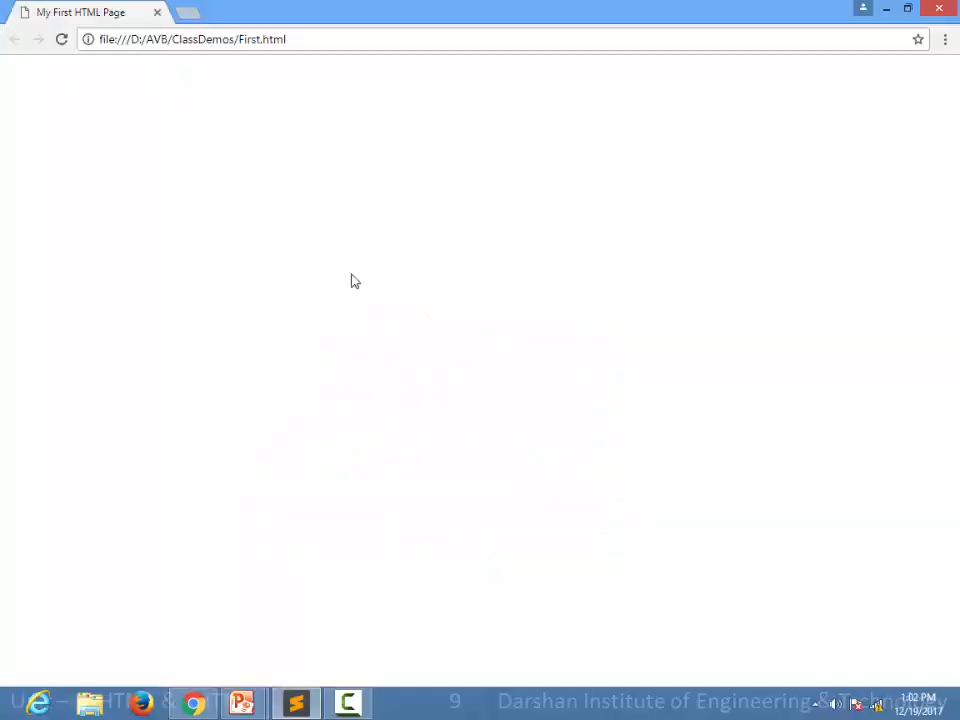 My First HTML Page
file:///D:/AVB/ClassDemos/First.html
9 Darshan Institute of Engineering &
1:02 PM
12/19/2017